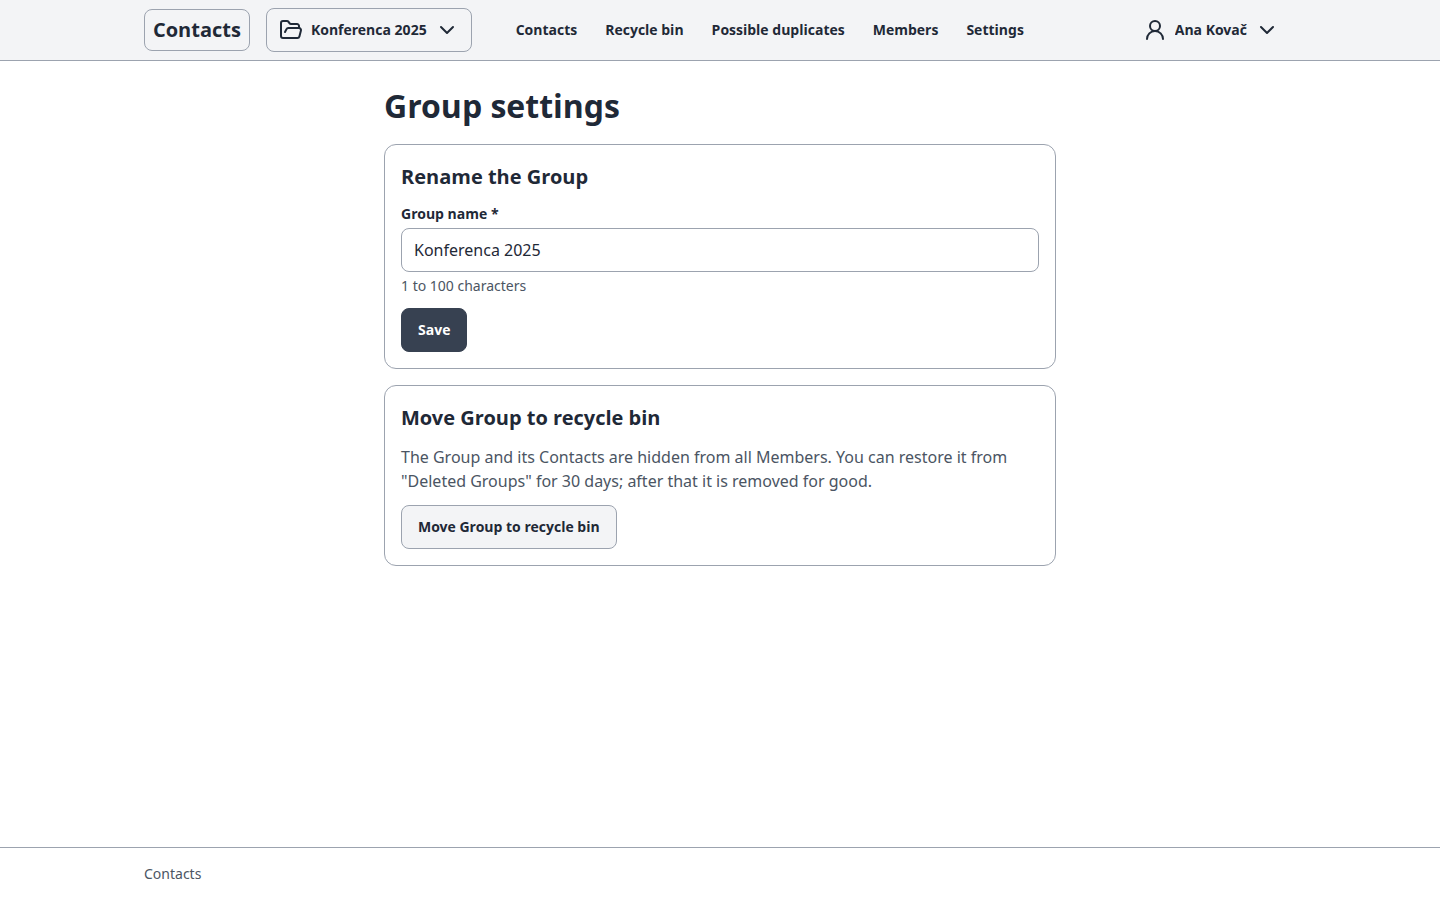 Contacts
Konferenca 2025
Contacts
Recycle bin
Possible duplicates
Members
Settings
Ana Kovač
Group settings
Rename the Group
Group name *
Konferenca 2025
1 to 100 characters
Save
Move Group to recycle bin
The Group and its Contacts are hidden from all Members. You can restore it from
"Deleted Groups" for 30 days; after that it is removed for good.
Move Group to recycle bin
Contacts